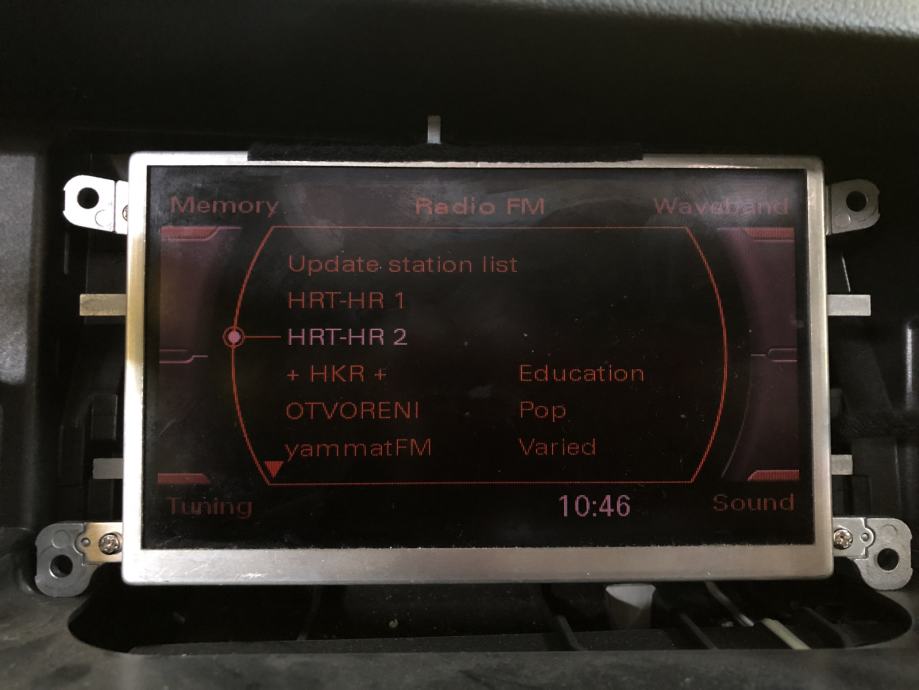 Memory Radio FM Waveband
Update station list
HRT-HR 1
HRT-HR 2
+ HKR + Education
OTVORENI Pop
yammatFM Varied
Tuning 10:46 Sound